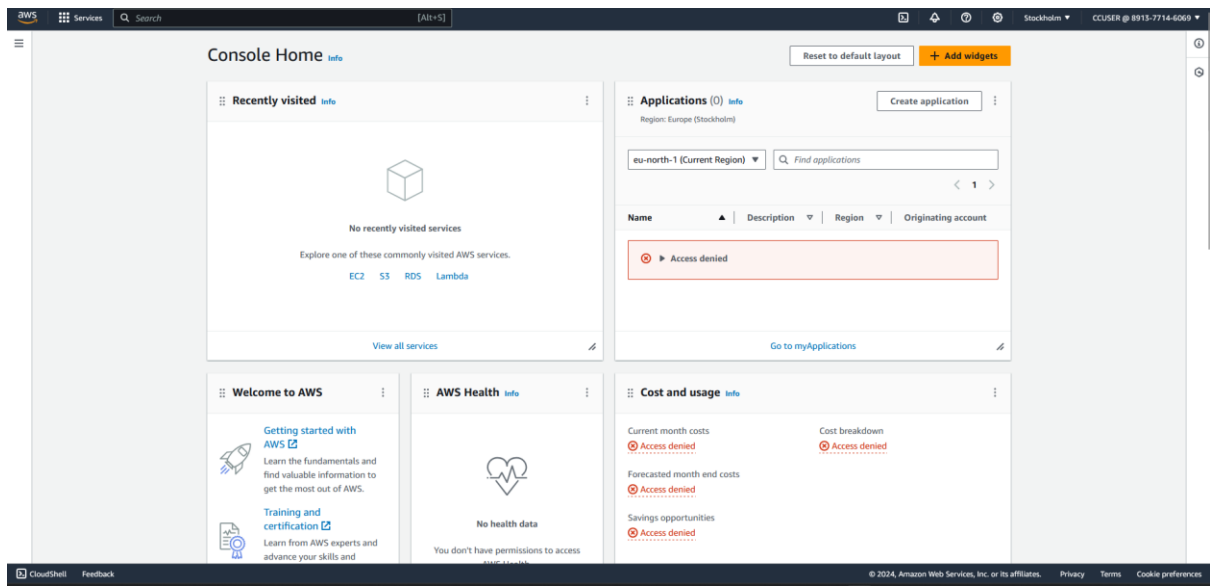 aws Services Search [Alt+S] Stockholm ▼ CCUSER @ 8913-7714-6069 ▼
Console Home Info
Reset to default layout
+ Add widgets
Recently visited Info
No recently visited services
Explore one of these commonly visited AWS services.
EC2 S3 RDS Lambda
View all services
Applications (0) Info
Region: Europe (Stockholm)
Create application
eu-north-1 (Current Region) ▼
Find applications
< 1 >
Name Description Region Originating account
Access denied
Go to myApplications
Welcome to AWS
Getting started with
AWS
Learn the fundamentals and
find valuable information to
get the most out of AWS.
Training and
certification
Learn from AWS experts and
advance your skills and
AWS Health Info
No health data
You don't have permissions to access
AWS Health.
Cost and usage Info
Current month costs
Access denied
Forecasted month end costs
Access denied
Savings opportunities
Access denied
Cost breakdown
Access denied
CloudShell Feedback © 2024, Amazon Web Services, Inc. or its affiliates. Privacy Terms Cookie preferences